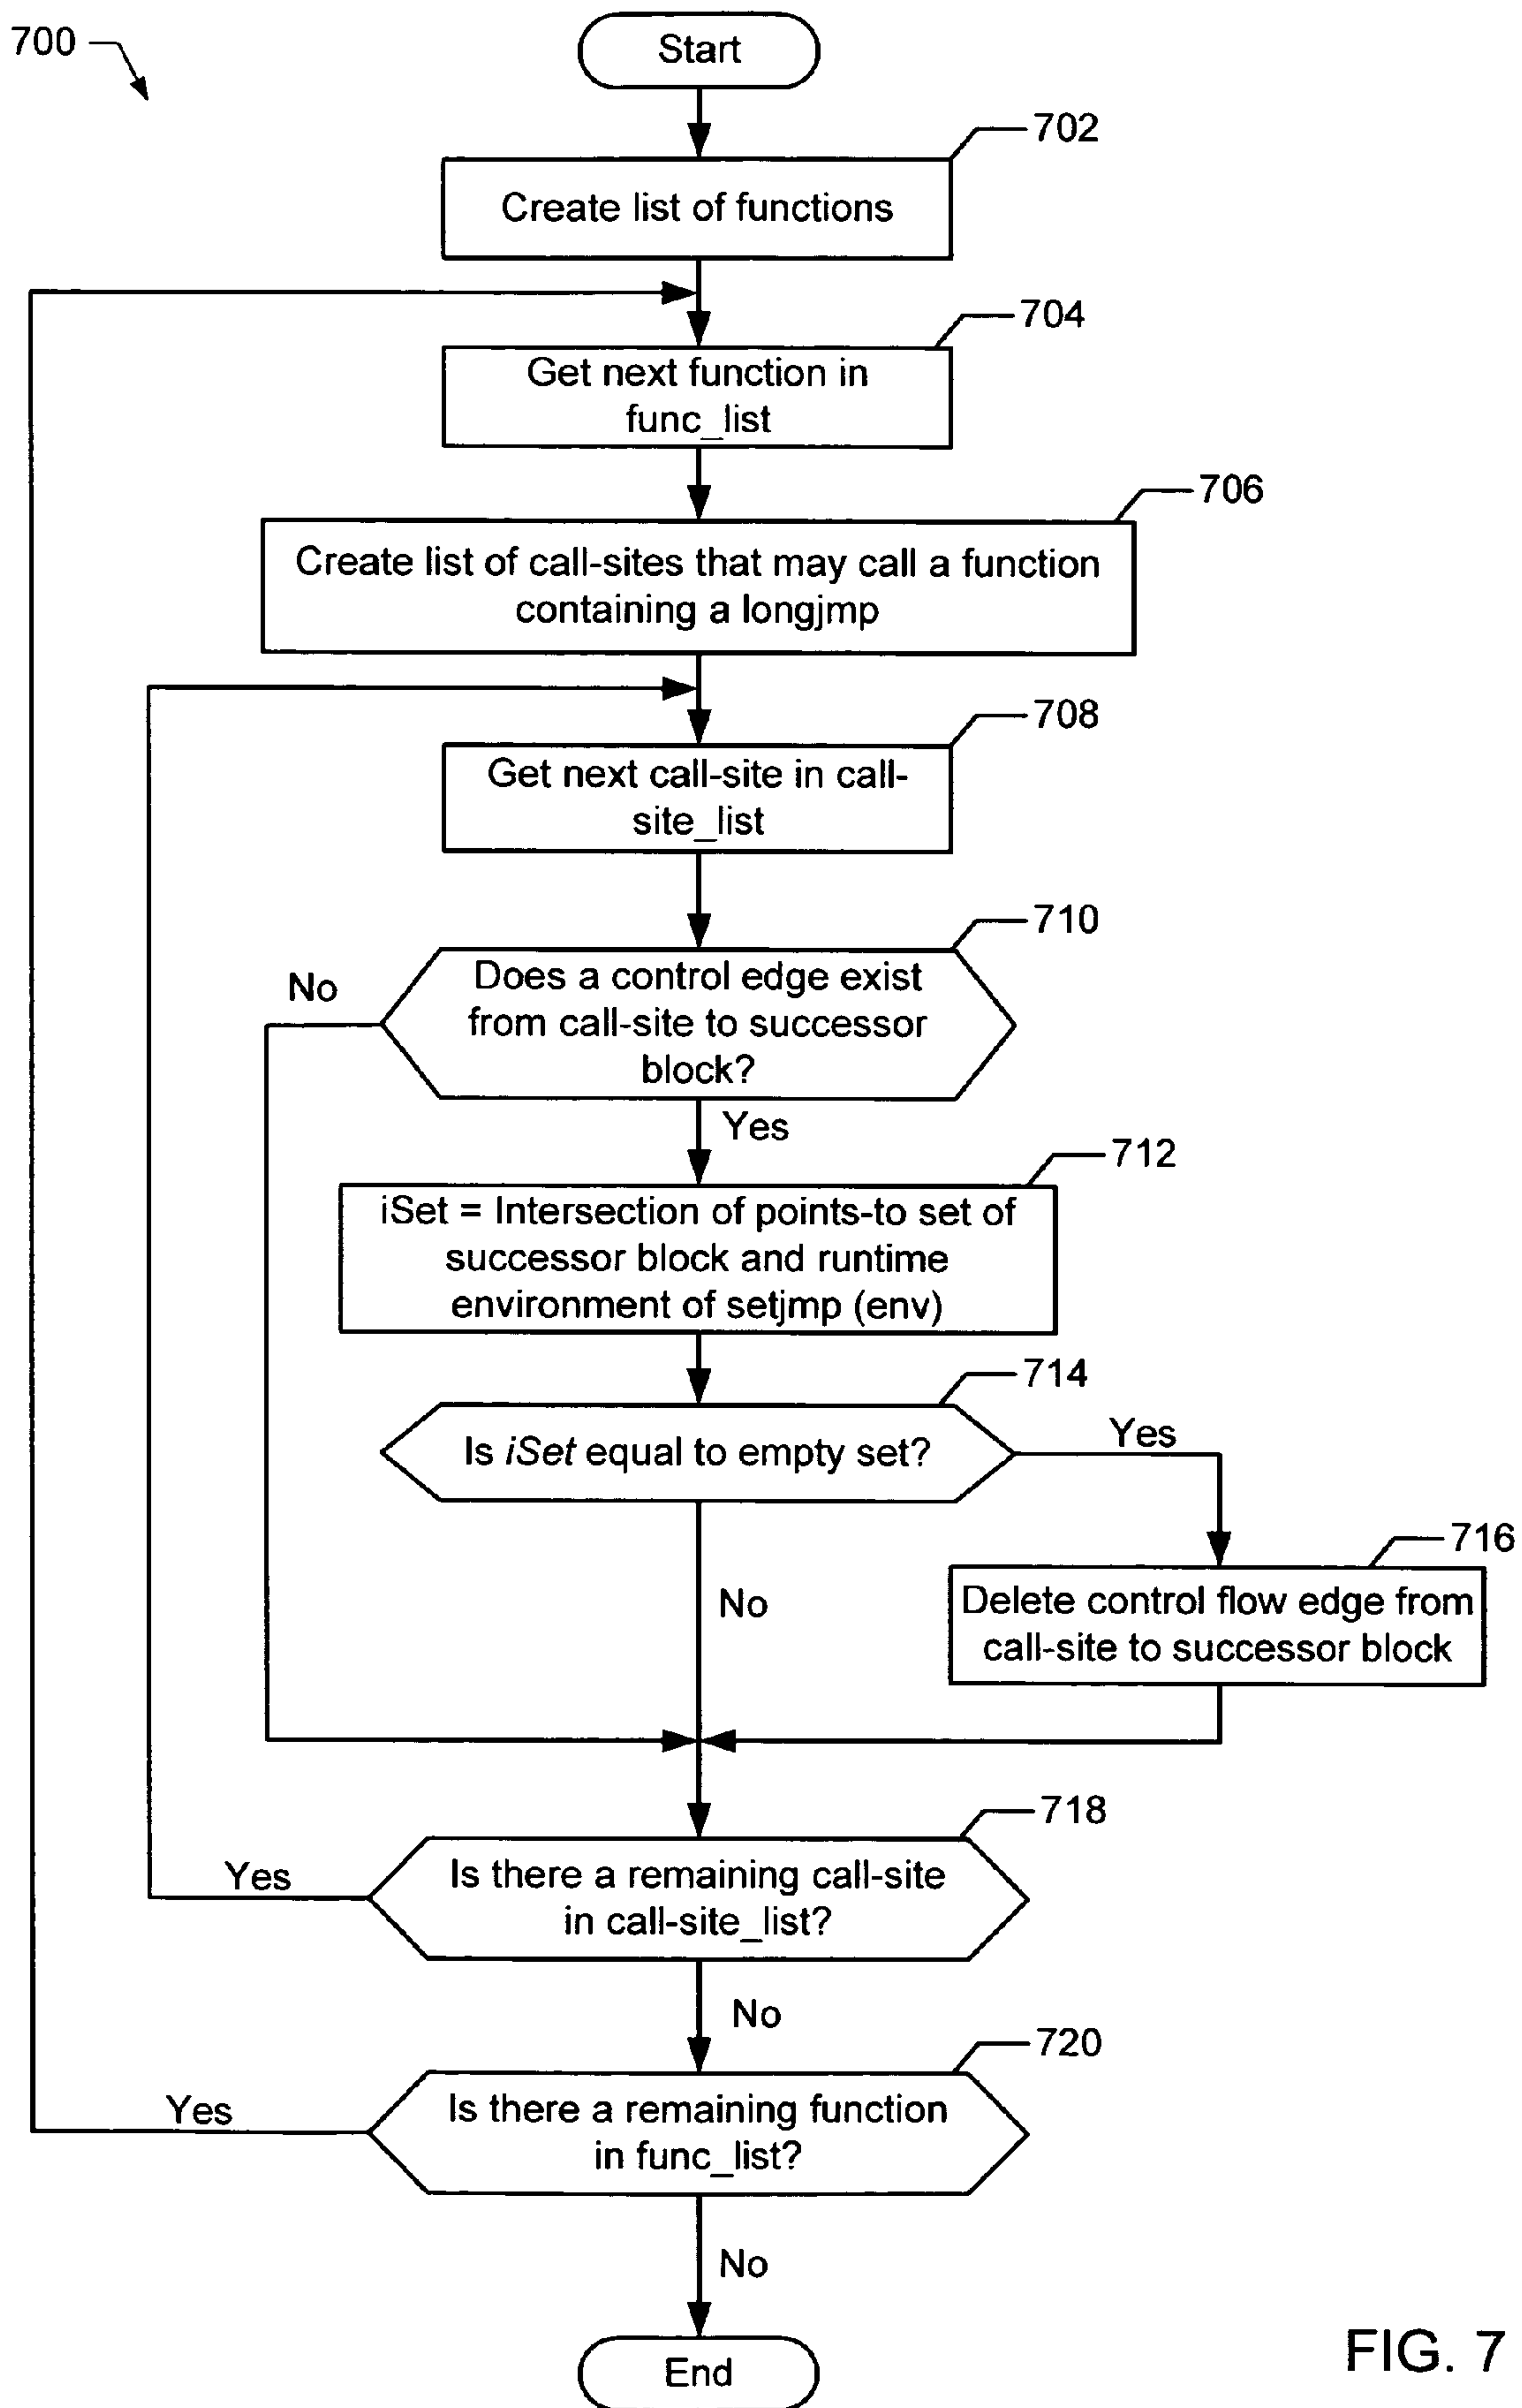 700
Start
702
Create list of functions
704
Get next function in
func_list
706
Create list of call-sites that may call a function
containing a longjmp
708
Get next call-site in call-
site_list
710
No
Does a control edge exist
from call-site to successor
block?
Yes
712
iSet = Intersection of points-to set of
successor block and runtime
environment of setjmp (env)
714
Is iSet equal to empty set?
Yes
716
No
Delete control flow edge from
call-site to successor block
718
Yes
Is there a remaining call-site
in call-site_list?
No
720
Yes
Is there a remaining function
in func_list?
No
End
FIG. 7